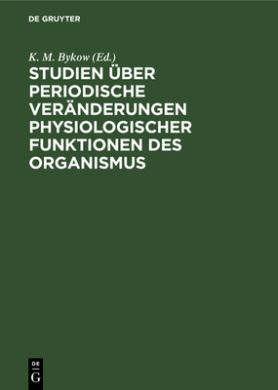 DE GRUYTER
K. M. Bykow (Ed.)
STUDIEN ÜBER
PERIODISCHE
VERÄNDERUNGEN
PHYSIOLOGISCHER
FUNKTIONEN DES
ORGANISMUS
DE
G